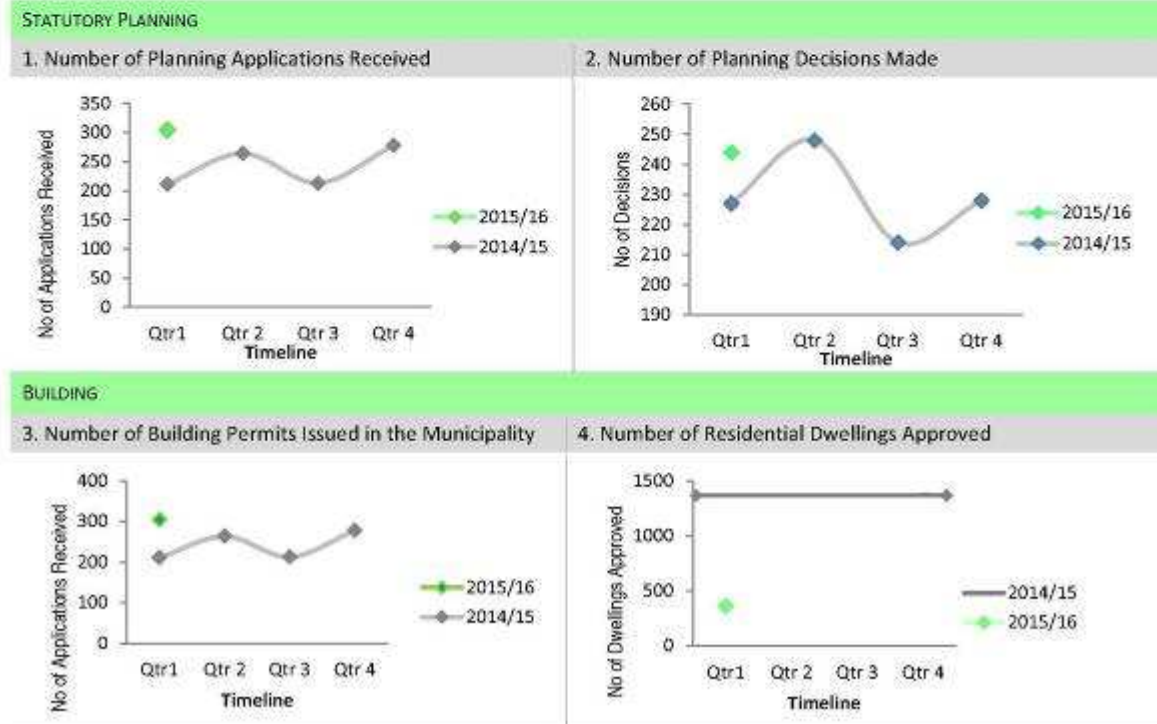 STATUTORY PLANNING
1. Number of Planning Applications Received
2. Number of Planning Decisions Made
No of Applications Received
350
300
250
200
150
100
50
0
Qtr1 Qtr 2 Qtr 3 Qtr 4
Timeline
2015/16
2014/15
No of Decisions
260
250
240
230
220
210
200
190
Qtr1 Qtr 2 Qtr 3 Qtr 4
Timeline
2015/16
2014/15
BUILDING
3. Number of Building Permits Issued in the Municipality
4. Number of Residential Dwellings Approved
No of Applications Received
400
300
200
100
0
Qtr1 Qtr 2 Qtr 3 Qtr 4
Timeline
2015/16
2014/15
No of Dwellings Approved
1500
1000
500
0
Qtr1 Qtr 2 Qtr 3 Qtr 4
Timeline
2014/15
2015/16